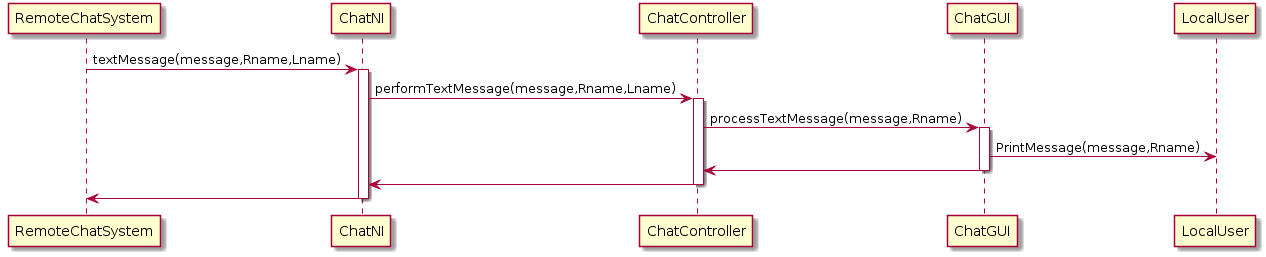 RemoteChatSystem
ChatNI
ChatController
ChatGUI
LocalUser
textMessage(message,Rname,Lname)
performTextMessage(message,Rname,Lname)
processTextMessage(message,Rname)
PrintMessage(message,Rname)
RemoteChatSystem
ChatNI
ChatController
ChatGUI
LocalUser